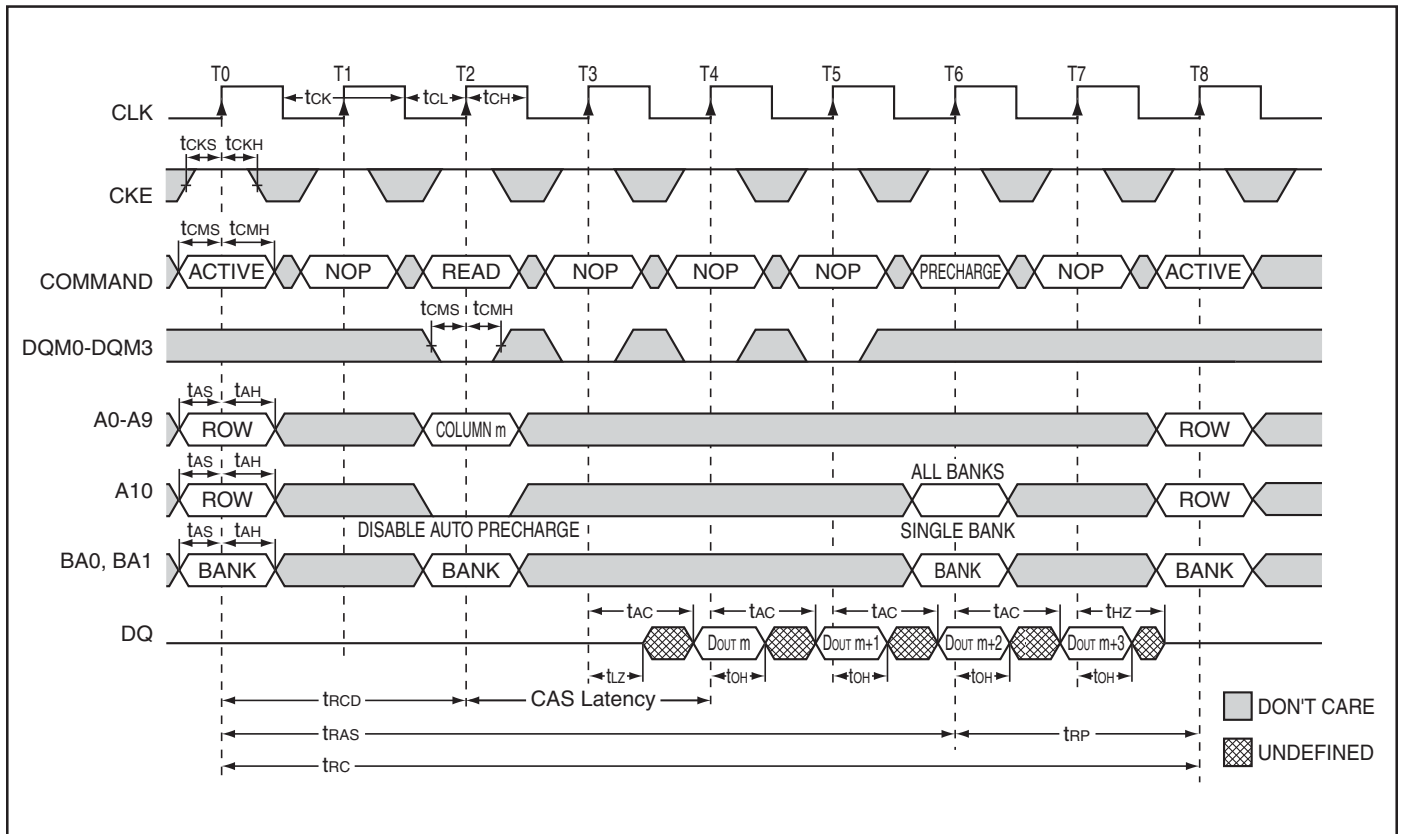 T0 T1 T2 T3 T4 T5 T6 T7 T8
tCK tCL tCH
CLK
tCKS tCKH
CKE
tCMS tCMH
COMMAND ACTIVE NOP READ NOP NOP NOP PRECHARGE NOP ACTIVE
tCMS tCMH
DQM0-DQM3
tAS tAH
A0-A9 ROW COLUMN m ROW
tAS tAH ALL BANKS
A10 ROW ROW
DISABLE AUTO PRECHARGE SINGLE BANK
tAS tAH
BA0, BA1 BANK BANK BANK BANK
tAC tAC tAC tAC tHZ
DQ DOUT m DOUT m+1 DOUT m+2 DOUT m+3
tLZ tOH tOH tOH tOH
tRCD CAS Latency
DON'T CARE
tRAS tRP
UNDEFINED
tRC